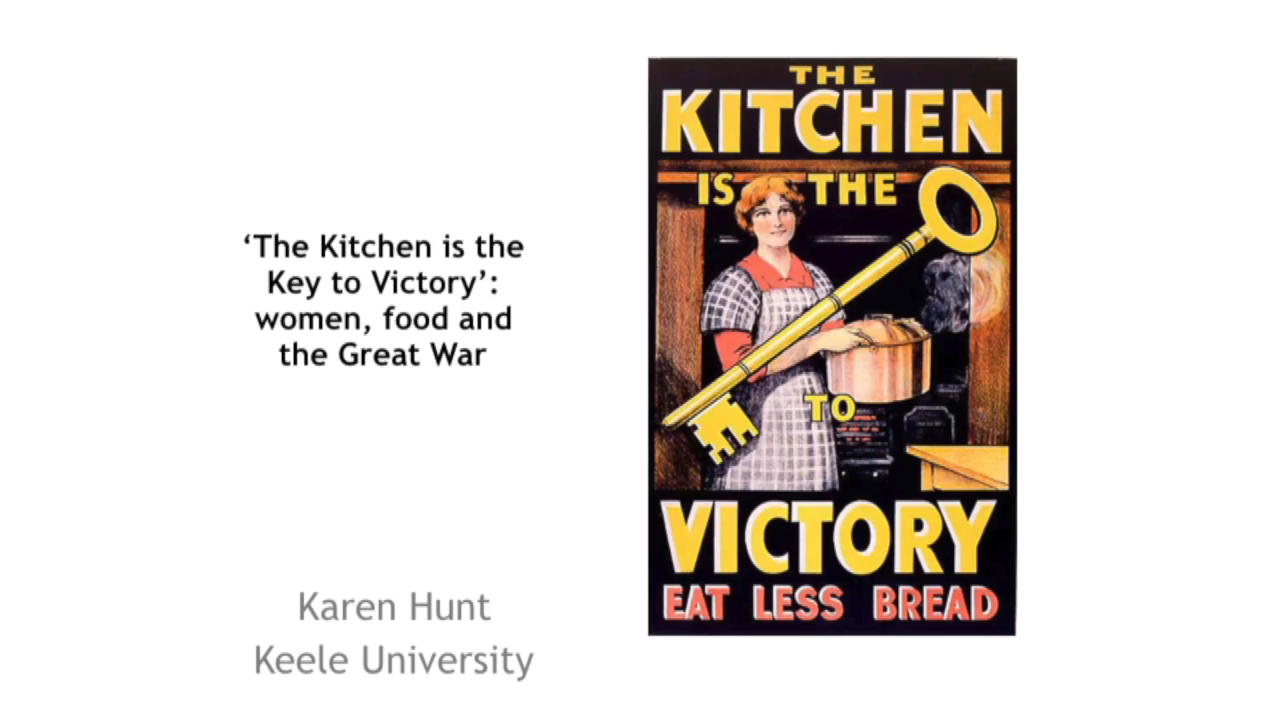 ‘The Kitchen is the
Key to Victory’:
women, food and
the Great War
Karen Hunt
Keele University
THE
KITCHEN
IS THE
TO
VICTORY
EAT LESS BREAD